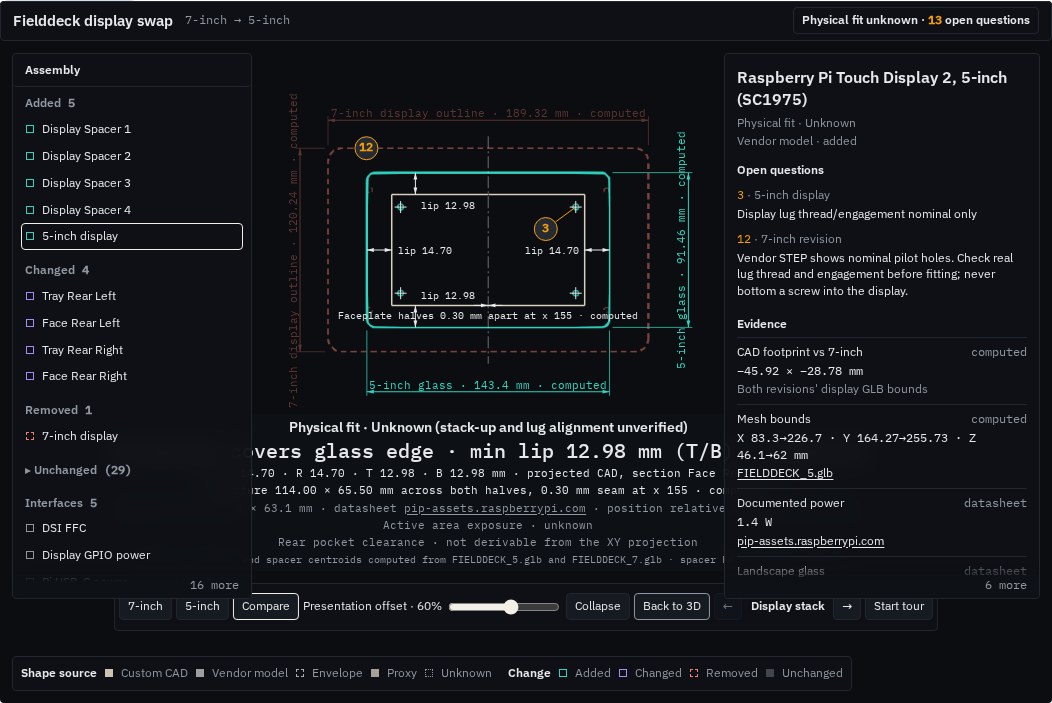 Fielddeck display swap 7-inch → 5-inch
Physical fit unknown · 13 open questions
Assembly
Added 5
Display Spacer 1
Display Spacer 2
Display Spacer 3
Display Spacer 4
5-inch display
Changed 4
Tray Rear Left
Face Rear Left
Tray Rear Right
Face Rear Right
Removed 1
7-inch display
▸ Unchanged (29)
Interfaces 5
DSI FFC
Display GPIO power
16 more
7-inch display outline · 189.32 mm · computed
7-inch display outline · 120.24 mm · computed
12
lip 12.98
3
lip 14.70
lip 14.70
lip 12.98
Faceplate halves 0.30 mm apart at x 155 · computed
5-inch glass · 91.46 mm · computed
5-inch glass · 143.4 mm · computed
Physical fit · Unknown (stack-up and lug alignment unverified)
overs glass edge · min lip 12.98 mm (T/B
.70 · R 14.70 · T 12.98 · B 12.98 mm · projected CAD, section Face
ure 114.00 × 65.50 mm across both halves, 0.30 mm seam at x 155 · co
× 63.1 mm · datasheet pip-assets.raspberrypi.com · position relative
Active area exposure · unknown
Rear pocket clearance · not derivable from the XY projection
d spacer centroids computed from FIELDDECK_5.glb and FIELDDECK_7.glb · spacer
7-inch
5-inch
Compare
Presentation offset · 60%
Collapse
Back to 3D
←
Display stack
→
Start tour
Raspberry Pi Touch Display 2, 5-inch
(SC1975)
Physical fit · Unknown
Vendor model · added
Open questions
3 · 5-inch display
Display lug thread/engagement nominal only
12 · 7-inch revision
Vendor STEP shows nominal pilot holes. Check real
lug thread and engagement before fitting; never
bottom a screw into the display.
Evidence
CAD footprint vs 7-inch computed
−45.92 × −28.78 mm
Both revisions' display GLB bounds
Mesh bounds computed
X 83.3→226.7 · Y 164.27→255.73 · Z
46.1→62 mm
FIELDDECK_5.glb
Documented power datasheet
1.4 W
pip-assets.raspberrypi.com
Landscape glass datasheet
6 more
Shape source Custom CAD Vendor model Envelope Proxy Unknown Change Added Changed Removed Unchanged